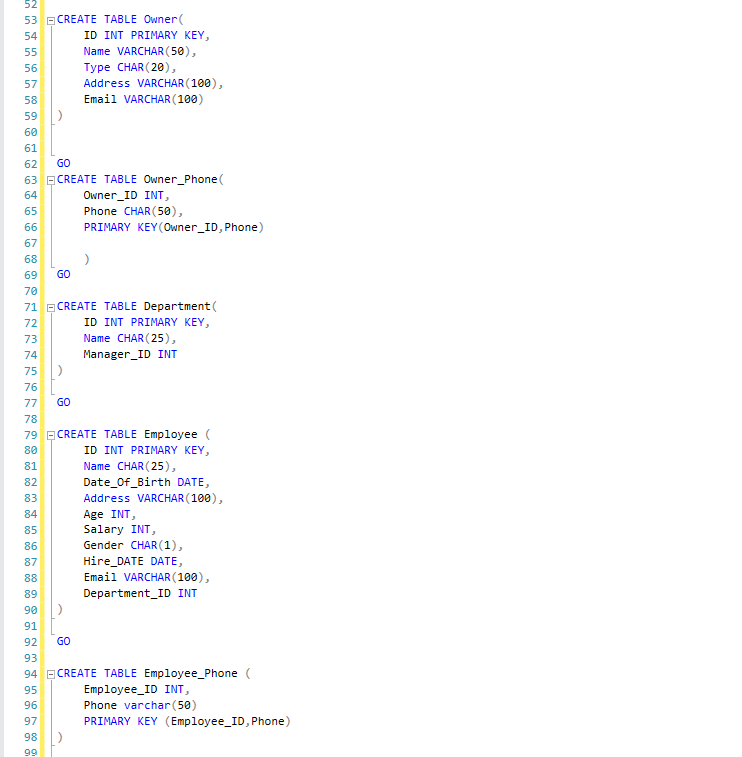 52
53 CREATE TABLE Owner(
54 ID INT PRIMARY KEY,
55 Name VARCHAR(50),
56 Type CHAR(20),
57 Address VARCHAR(100),
58 Email VARCHAR(100)
59 )
60
61
62 GO
63 CREATE TABLE Owner_Phone(
64 Owner_ID INT,
65 Phone CHAR(50),
66 PRIMARY KEY(Owner_ID,Phone)
67
68 )
69 GO
70
71 CREATE TABLE Department(
72 ID INT PRIMARY KEY,
73 Name CHAR(25),
74 Manager_ID INT
75 )
76
77 GO
78
79 CREATE TABLE Employee (
80 ID INT PRIMARY KEY,
81 Name CHAR(25),
82 Date_Of_Birth DATE,
83 Address VARCHAR(100),
84 Age INT,
85 Salary INT,
86 Gender CHAR(1),
87 Hire_DATE DATE,
88 Email VARCHAR(100),
89 Department_ID INT
90 )
91
92 GO
93
94 CREATE TABLE Employee_Phone (
95 Employee_ID INT,
96 Phone varchar(50)
97 PRIMARY KEY (Employee_ID,Phone)
98 )
99